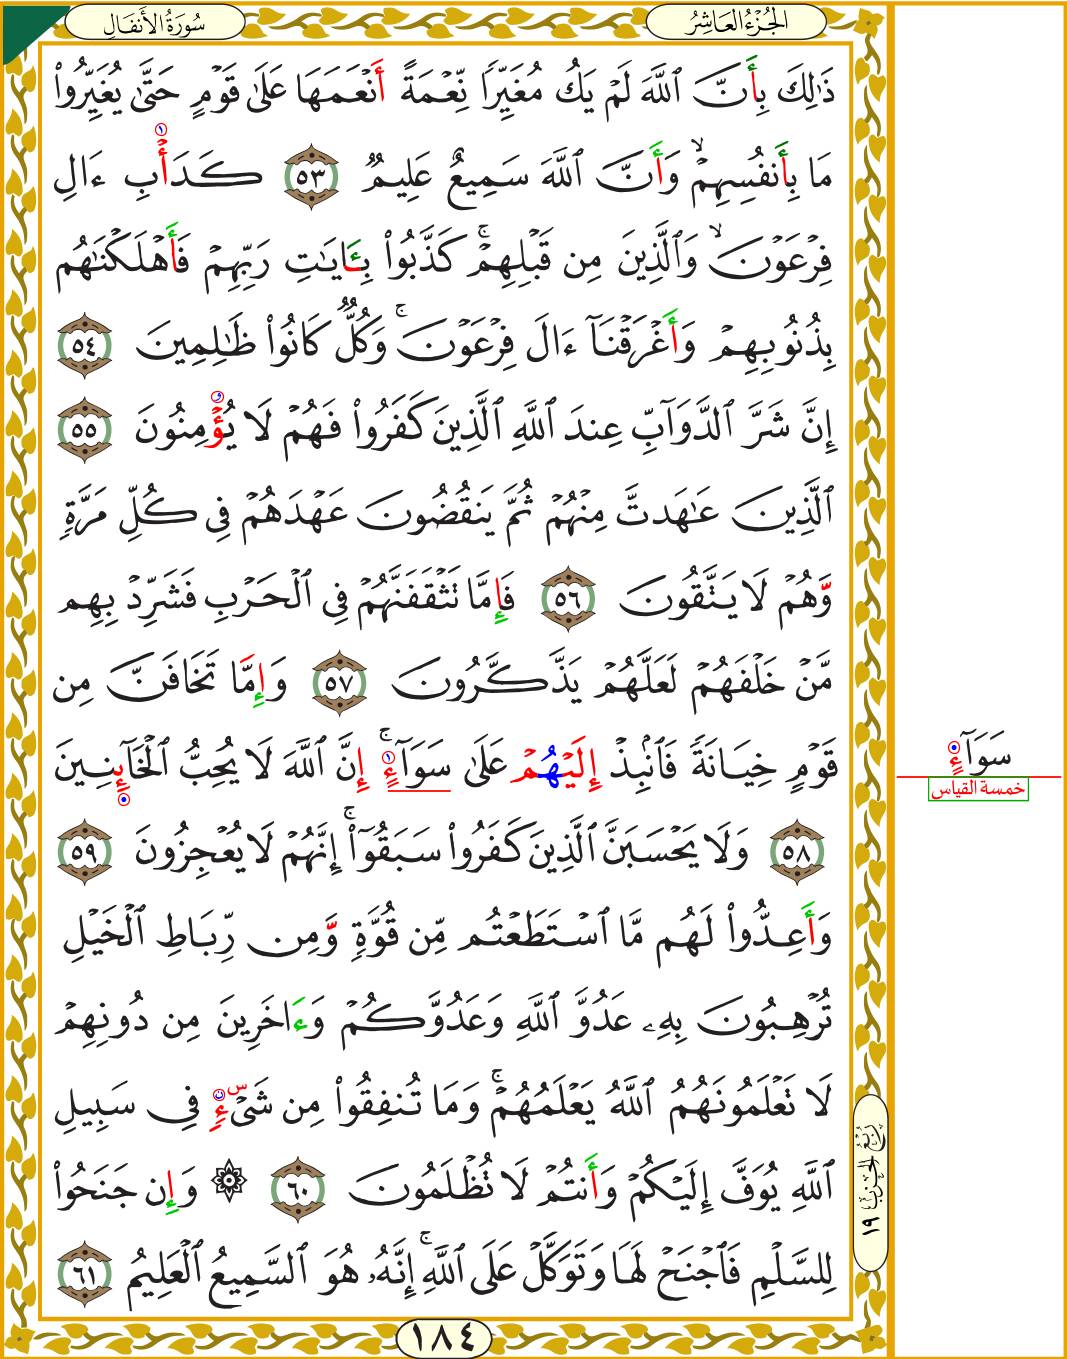 الجُزْءُ العَاشِرُ
سُورَةُ الأَنفَالِ
ذَٰلِكَ بِأَنَّ ٱللَّهَ لَمْ يَكُ مُغَيِّرًا نِّعْمَةً أَنْعَمَهَا عَلَىٰ قَوْمٍ حَتَّىٰ يُغَيِّرُوا۟
مَا بِأَنفُسِهِمْ ۙ وَأَنَّ ٱللَّهَ سَمِيعٌ عَلِيمٌ ٥٣ كَدَأْبِ ءَالِ
فِرْعَوْنَ ۙ وَٱلَّذِينَ مِن قَبْلِهِمْ ۚ كَذَّبُوا۟ بِـَٔايَـٰتِ رَبِّهِمْ فَأَهْلَكْنَـٰهُم
بِذُنُوبِهِمْ وَأَغْرَقْنَآ ءَالَ فِرْعَوْنَ ۚ وَكُلٌّ كَانُوا۟ ظَـٰلِمِينَ ٥٤
إِنَّ شَرَّ ٱلدَّوَآبِّ عِندَ ٱللَّهِ ٱلَّذِينَ كَفَرُوا۟ فَهُمْ لَا يُؤْمِنُونَ ٥٥
ٱلَّذِينَ عَـٰهَدتَّ مِنْهُمْ ثُمَّ يَنقُضُونَ عَهْدَهُمْ فِى كُلِّ مَرَّةٍ
وَّهُمْ لَا يَتَّقُونَ ٥٦ فَإِمَّا تَثْقَفَنَّهُمْ فِى ٱلْحَرْبِ فَشَرِّدْ بِهِم
مَّنْ خَلْفَهُمْ لَعَلَّهُمْ يَذَّكَّرُونَ ٥٧ وَإِمَّا تَخَافَنَّ مِن
قَوْمٍ خِيَانَةً فَٱنۢبِذْ إِلَيْهُمْ عَلَىٰ سَوَآءٍ ۚ إِنَّ ٱللَّهَ لَا يُحِبُّ ٱلْخَآئِنِينَ
سَوَآءٍ
خمسة القياس
٥٨ وَلَا يَحْسَبَنَّ ٱلَّذِينَ كَفَرُوا۟ سَبَقُوٓا۟ ۚ إِنَّهُمْ لَا يُعْجِزُونَ ٥٩
وَأَعِدُّوا۟ لَهُم مَّا ٱسْتَطَعْتُم مِّن قُوَّةٍ وَّمِن رِّبَاطِ ٱلْخَيْلِ
تُرْهِبُونَ بِهِۦ عَدُوَّ ٱللَّهِ وَعَدُوَّكُمْ وَءَاخَرِينَ مِن دُونِهِمْ
لَا تَعْلَمُونَهُمُ ٱللَّهُ يَعْلَمُهُمْ ۚ وَمَا تُنفِقُوا۟ مِن شَىْءٍ فِى سَبِيلِ
ٱللَّهِ يُوَفَّ إِلَيْكُمْ وَأَنتُمْ لَا تُظْلَمُونَ ٦٠ ۞ وَإِن جَنَحُوا۟
رُبْعُ الحِزْبِ ١٩
لِلسَّلْمِ فَٱجْنَحْ لَهَا وَتَوَكَّلْ عَلَى ٱللَّهِ ۚ إِنَّهُۥ هُوَ ٱلسَّمِيعُ ٱلْعَلِيمُ ٦١
١٨٤